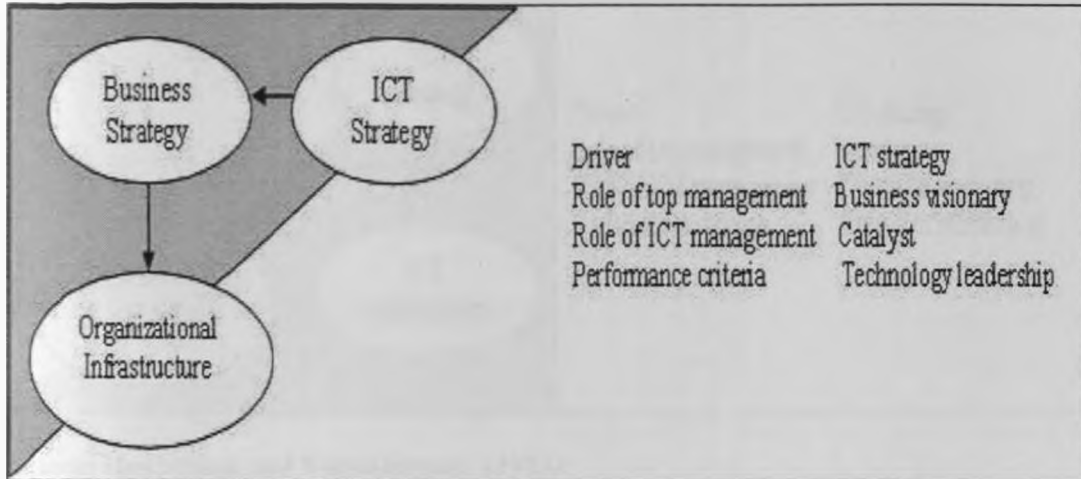 Business
Strategy
ICT
Strategy
Organizational
Infrastructure
Driver ICT strategy
Role of top management Business visionary
Role of ICT management Catalyst
Performance criteria Technology leadership